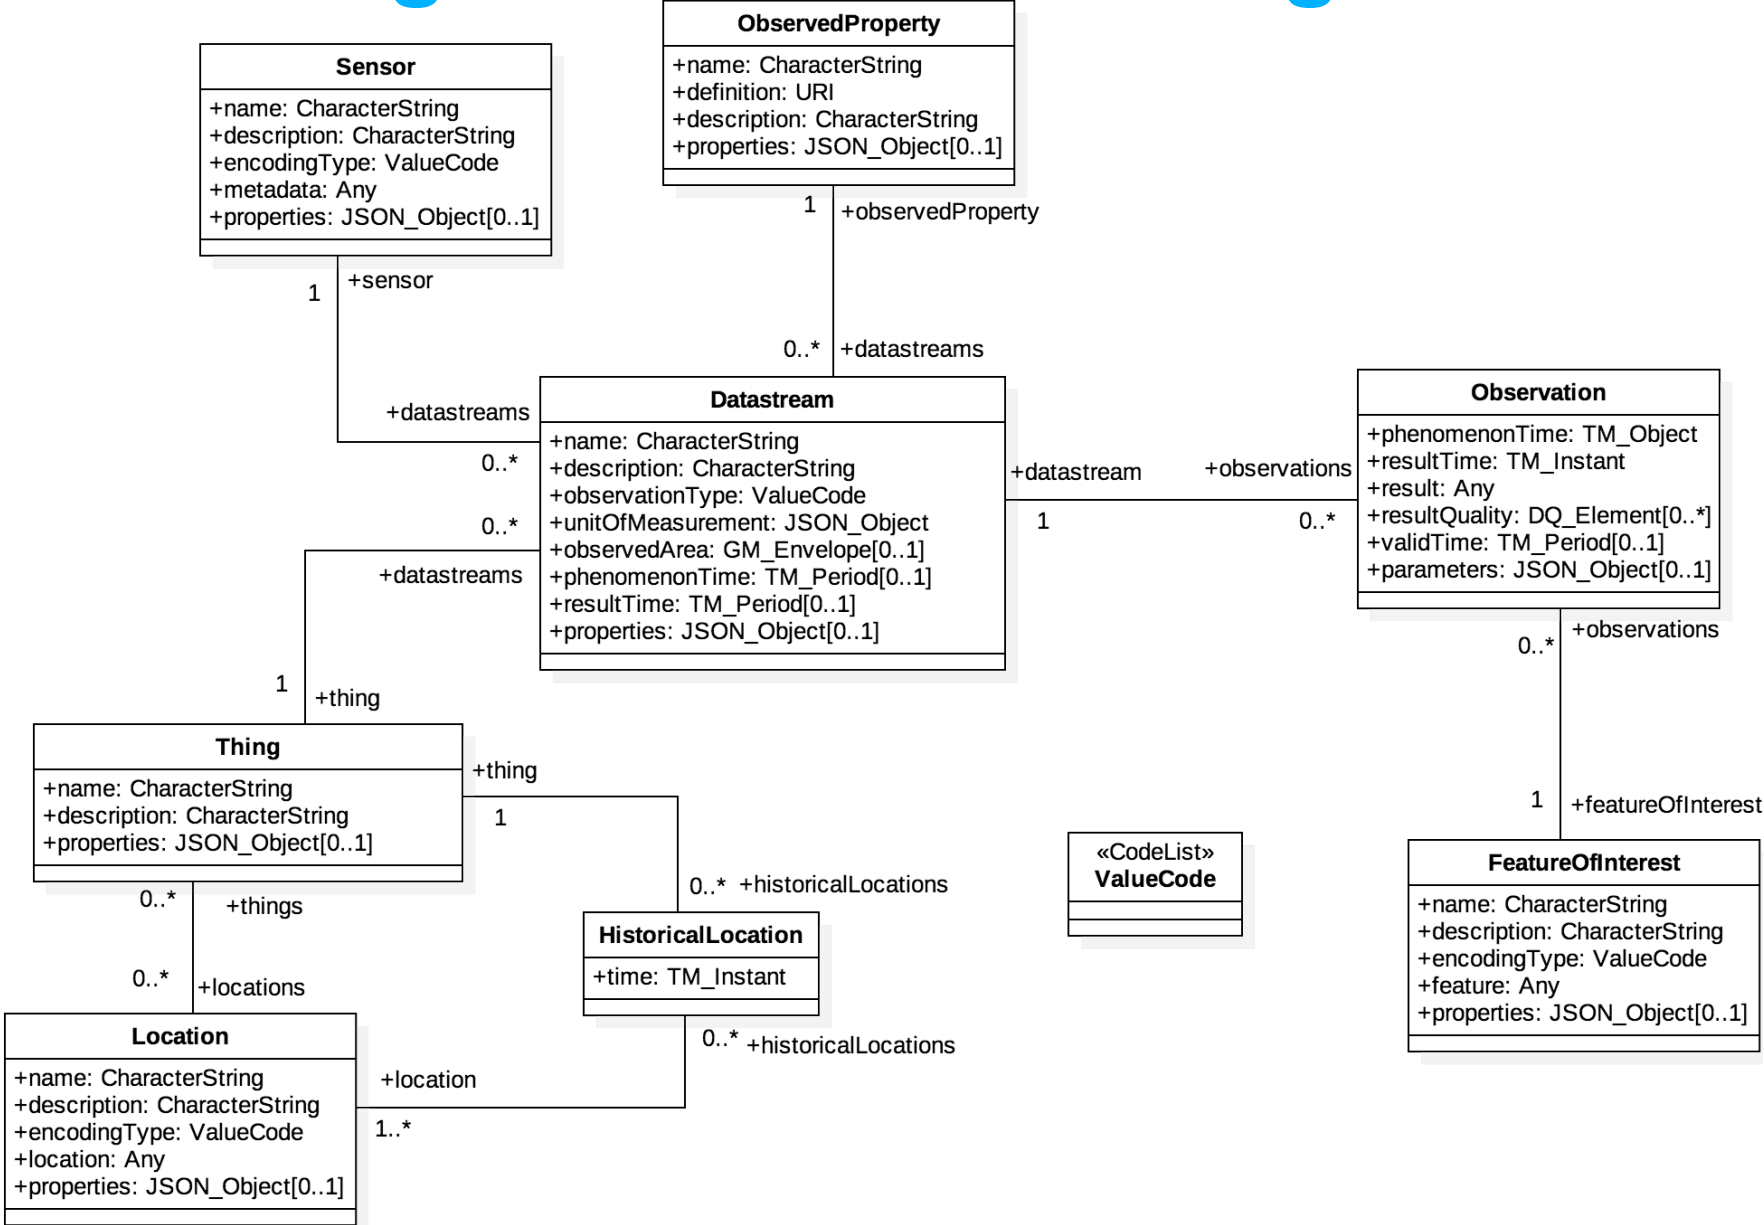 ObservedProperty
+name: CharacterString
+definition: URI
+description: CharacterString
+properties: JSON_Object[0..1]
Sensor
+name: CharacterString
+description: CharacterString
+encodingType: ValueCode
+metadata: Any
+properties: JSON_Object[0..1]
1
+observedProperty
+sensor
1
0..*
+datastreams
+datastreams
0..*
Datastream
+name: CharacterString
+description: CharacterString
+observationType: ValueCode
+unitOfMeasurement: JSON_Object
+observedArea: GM_Envelope[0..1]
+phenomenonTime: TM_Period[0..1]
+resultTime: TM_Period[0..1]
+properties: JSON_Object[0..1]
+datastream
1
+observations
0..*
Observation
+phenomenonTime: TM_Object
+resultTime: TM_Instant
+result: Any
+resultQuality: DQ_Element[0..*]
+validTime: TM_Period[0..1]
+parameters: JSON_Object[0..1]
0..*
+datastreams
1
+thing
+observations
0..*
Thing
+name: CharacterString
+description: CharacterString
+properties: JSON_Object[0..1]
+thing
1
0..*
+historicalLocations
HistoricalLocation
+time: TM_Instant
0..*
+historicalLocations
«CodeList»
ValueCode
1
+featureOfInterest
FeatureOfInterest
+name: CharacterString
+description: CharacterString
+encodingType: ValueCode
+feature: Any
+properties: JSON_Object[0..1]
0..*
+things
0..*
+locations
Location
+name: CharacterString
+description: CharacterString
+encodingType: ValueCode
+location: Any
+properties: JSON_Object[0..1]
+location
1..*